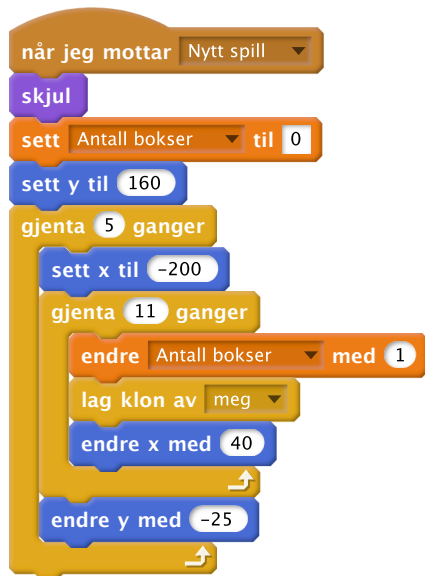 når jeg mottar Nytt spill
skjul
sett Antall bokser til 0
sett y til 160
gjenta 5 ganger
sett x til -200
gjenta 11 ganger
endre Antall bokser med 1
lag klon av meg
endre x med 40
endre y med -25